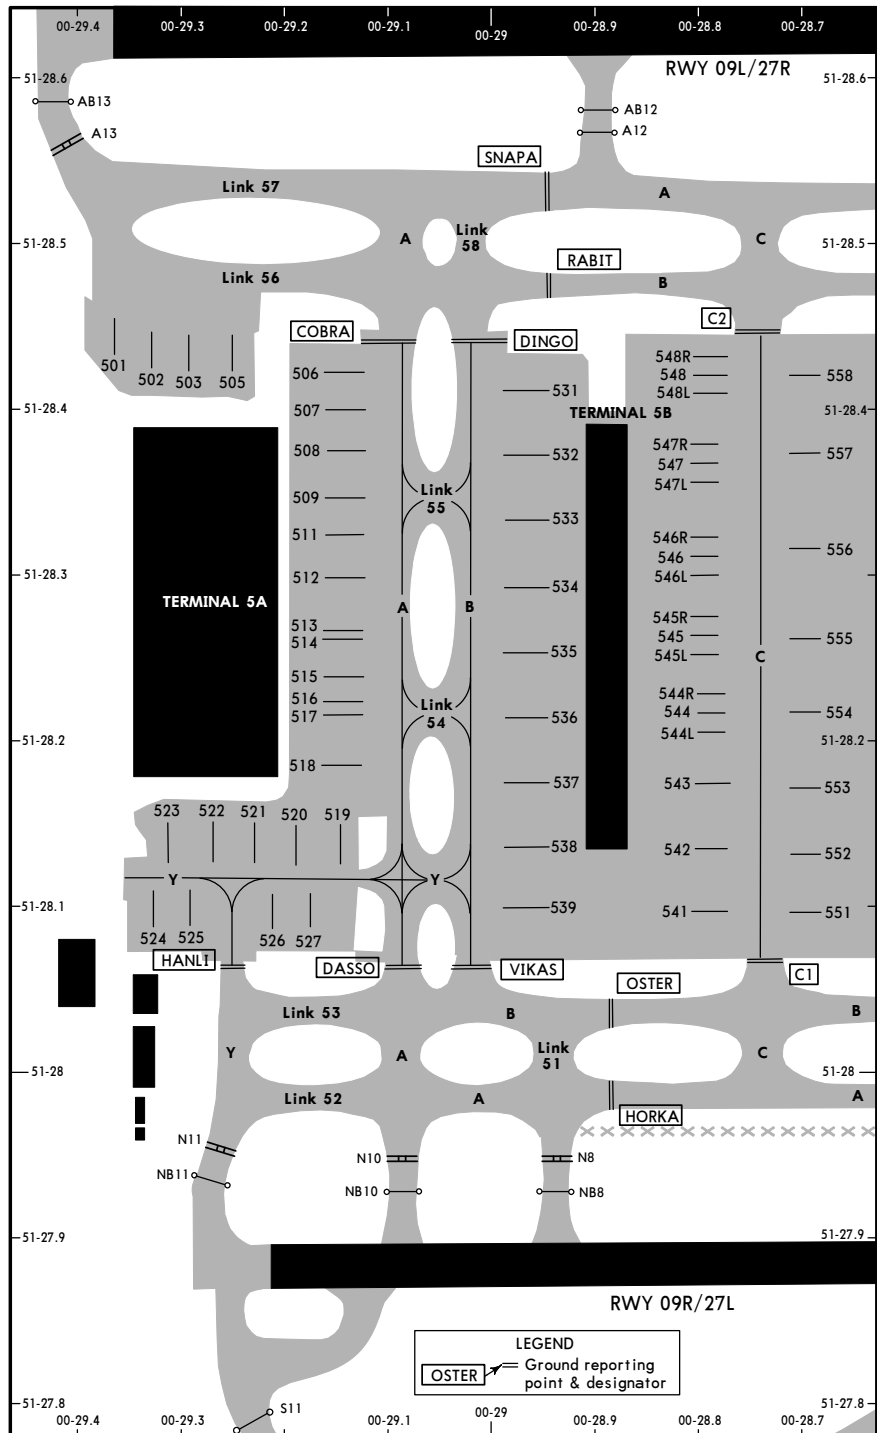 00-29.4 00-29.3 00-29.2 00-29.1 00-29 00-28.9 00-28.8 00-28.7
RWY 09L/27R
51-28.6 51-28.6
AB13 AB12
A13 A12
SNAPA
Link 57 A
A Link 58 C
51-28.5 51-28.5
RABIT
Link 56 B
C2
COBRA DINGO
501 502 503 505
506 548R
548 558
507 531 548L
51-28.4 TERMINAL 5B 51-28.4
508 532 547R 557
547
547L
Link 55
509 533
511 546R
546 556
51-28.3 512 534 546L
TERMINAL 5A A B
513 545R
514 545 555
535 545L C
515
516 544R
517 Link 54 536 544 554
544L
51-28.2 51-28.2
518 537 543 553
523 522 521 520 519
538 542 552
Y Y
51-28.1 539 541 551
524 525 526 527
HANLI DASSO VIKAS C1
OSTER
Link 53 B B
Y A Link 51 C
51-28 51-28
Link 52 A A
HORKA
N11 N10 N8
NB11 NB10 NB8
51-27.9 51-27.9
RWY 09R/27L
LEGEND
OSTER Ground reporting
point & designator
51-27.8 S11 51-27.8
00-29.4 00-29.3 00-29.2 00-29.1 00-29 00-28.9 00-28.8 00-28.7